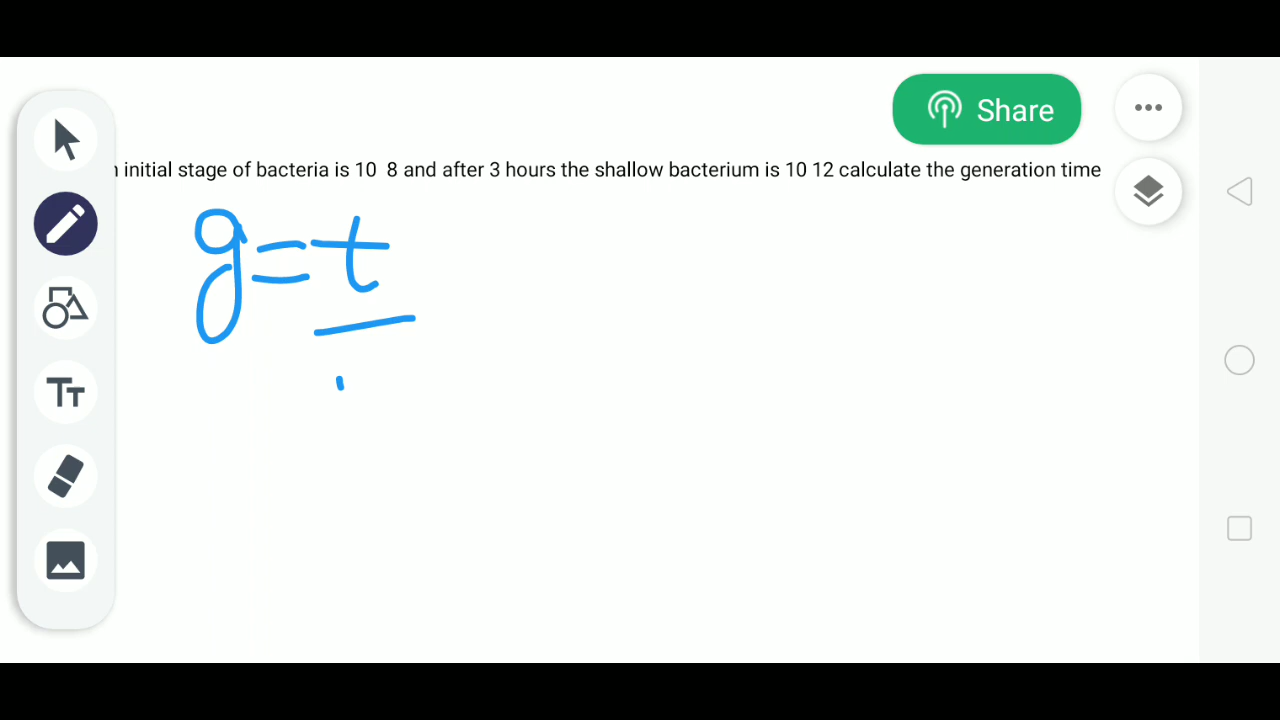 Share
initial stage of bacteria is 10 8 and after 3 hours the shallow bacterium is 10 12 calculate the generation time
g=t
TT